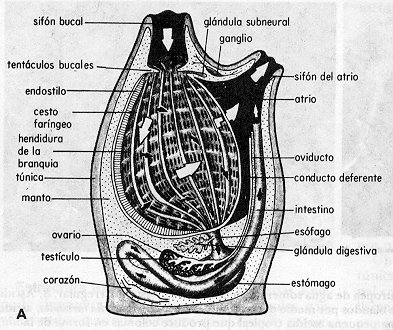 sifón bucal
tentáculos bucales
endostilo
cesto
faríngeo
hendidura
de la
branquia
túnica
manto
ovario
testículo
corazón
glándula subneural
ganglio
sifón del atrio
atrio
oviducto
conducto deferente
intestino
esófago
glándula digestiva
estómago
A